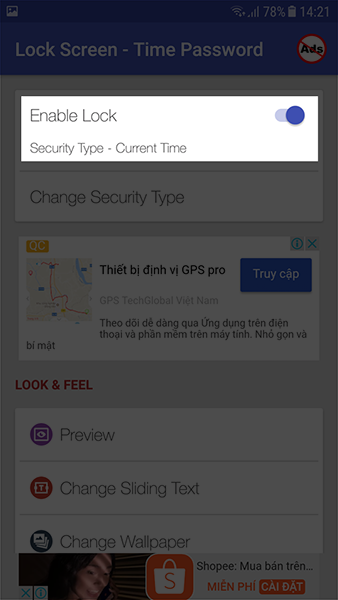 78% 14:21
Lock Screen - Time Password
Ads
Enable Lock
Security Type - Current Time
Change Security Type
QC
Thiết bị định vị GPS pro
GPS TechGlobal Việt Nam
Truy cập
Theo dõi dễ dàng qua Ứng dụng trên điện
thoại và phần mềm trên máy tính. Nhỏ gọn và
bí mật
LOOK & FEEL
Preview
Change Sliding Text
Change Wallpaper
Shopee: Mua bán trên...
MIỄN PHÍ CÀI ĐẶT